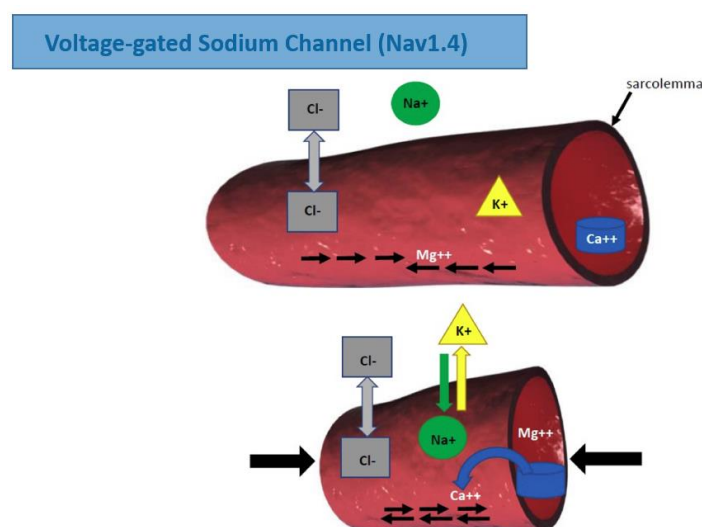 Voltage-gated Sodium Channel (Nav1.4)
sarcolemma
Cl-
Na+
Cl-
K+
Ca++
Mg++
K+
Cl-
Na+
Mg++
Cl-
Ca++